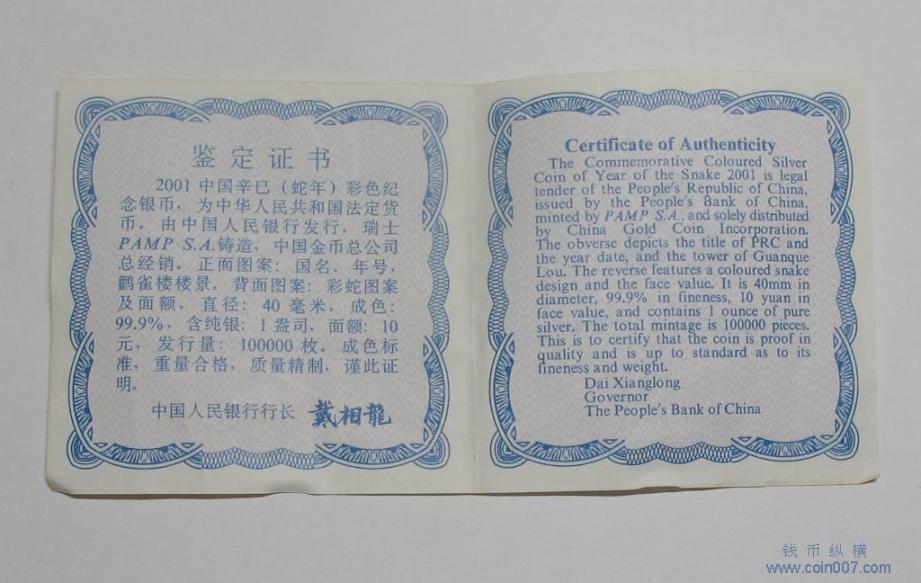 鉴定证书
2001 中国辛巳（蛇年）彩色纪
念银币，为中华人民共和国法定货
币。由中国人民银行发行，瑞士
PAMP S.A.铸造，中国金币总公司
总经销。正面图案：国名、年号，
鹳雀楼楼景。背面图案：彩蛇图案
及面额。直径：40 毫米，成色：
99.9%，含纯银：1 盎司，面额：10
元，发行量：100000 枚。成色标
准，重量合格，质量精制，谨此证
明。
中国人民银行行长 戴相龍
Certificate of Authenticity
The Commemorative Coloured Silver
Coin of Year of the Snake 2001 is legal
tender of the People's Republic of China,
issued by the People's Bank of China,
minted by PAMP S.A., and solely distributed
by China Gold Coin Incorporation.
The obverse depicts the title of PRC and
the year date, and the tower of Guanque
Lou. The reverse features a coloured snake
design and the face value. It is 40mm in
diameter, 99.9% in fineness, 10 yuan in
face value, and contains 1 ounce of pure
silver. The total mintage is 100000 pieces.
This is to certify that the coin is proof in
quality and is up to standard as to its
fineness and weight.
Dai Xianglong
Governor
The People's Bank of China
钱币纵横
www.coin007.com